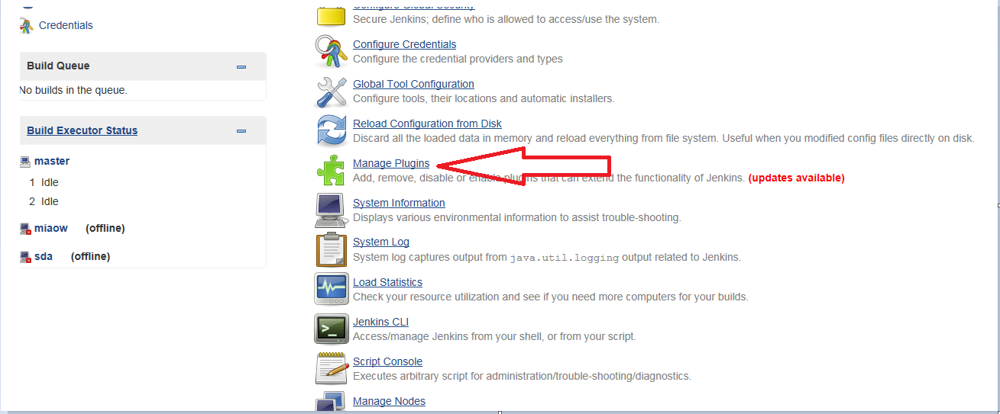 Credentials
Build Queue
No builds in the queue.
Build Executor Status
master
1 Idle
2 Idle
miaow (offline)
sda (offline)
Configure Global Security
Secure Jenkins; define who is allowed to access/use the system.
Configure Credentials
Configure the credential providers and types
Global Tool Configuration
Configure tools, their locations and automatic installers.
Reload Configuration from Disk
Discard all the loaded data in memory and reload everything from file system. Useful when you modified config files directly on disk.
Manage Plugins
Add, remove, disable or enable plugins that can extend the functionality of Jenkins. (updates available)
System Information
Displays various environmental information to assist trouble-shooting.
System Log
System log captures output from java.util.logging output related to Jenkins.
Load Statistics
Check your resource utilization and see if you need more computers for your builds.
Jenkins CLI
Access/manage Jenkins from your shell, or from your script.
Script Console
Executes arbitrary script for administration/trouble-shooting/diagnostics.
Manage Nodes